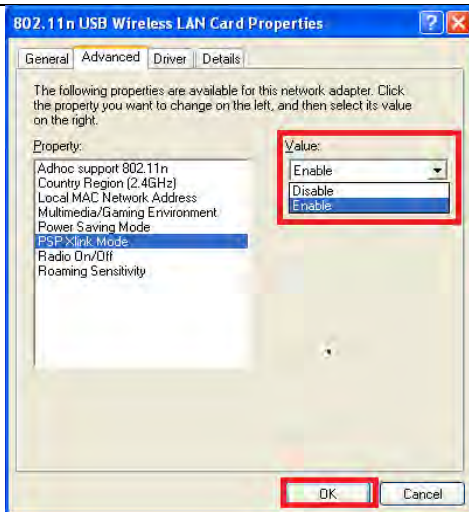 802.11n USB Wireless LAN Card Properties
General Advanced Driver Details
The following properties are available for this network adapter. Click
the property you want to change on the left, and then select its value
on the right.
Property:
Value:
Adhoc support 802.11n
Country Region (2.4GHz)
Local MAC Network Address
Multimedia/Gaming Environment
Power Saving Mode
PSP Xlink Mode
Radio On/Off
Roaming Sensitivity
Enable
Disable
Enable
OK Cancel